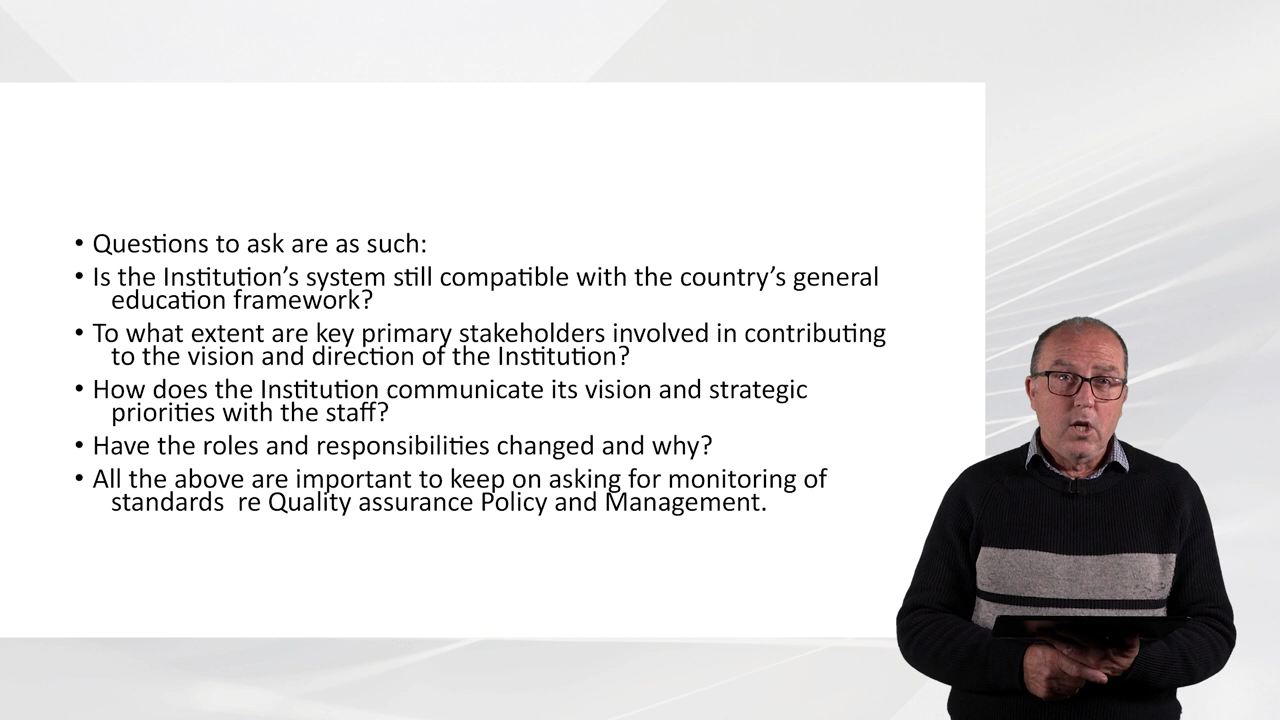 • Questions to ask are as such:
• Is the Institution’s system still compatible with the country’s general
education framework?
• To what extent are key primary stakeholders involved in contributing
to the vision and direction of the Institution?
• How does the Institution communicate its vision and strategic
priorities with the staff?
• Have the roles and responsibilities changed and why?
• All the above are important to keep on asking for monitoring of
standards  re Quality assurance Policy and Management.